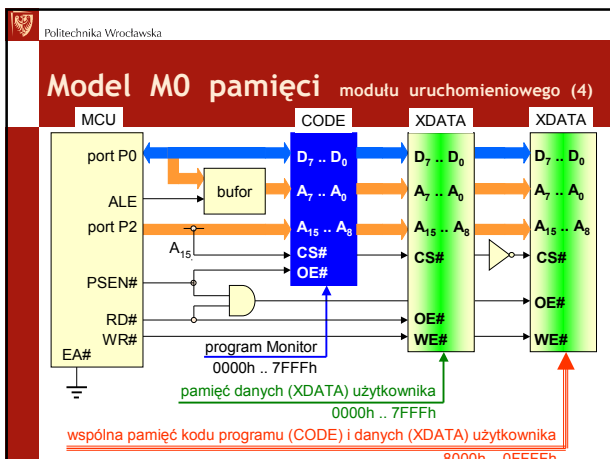 Politechnika Wrocławska
Model M0 pamięci modułu uruchomieniowego (4)
MCU CODE XDATA XDATA
port P0 D7 .. D0 D7 .. D0 D7 .. D0
bufor A7 .. A0 A7 .. A0 A7 .. A0
ALE
port P2 A15 .. A8 A15 .. A8 A15 .. A8
A15 CS# CS# CS#
PSEN# OE#
OE#
RD# OE#
WR# WE# WE#
EA#
program Monitor
0000h .. 7FFFh
pamięć danych (XDATA) użytkownika
0000h .. 7FFFh
wspólna pamięć kodu programu (CODE) i danych (XDATA) użytkownika
8000h .. 0FFFFh